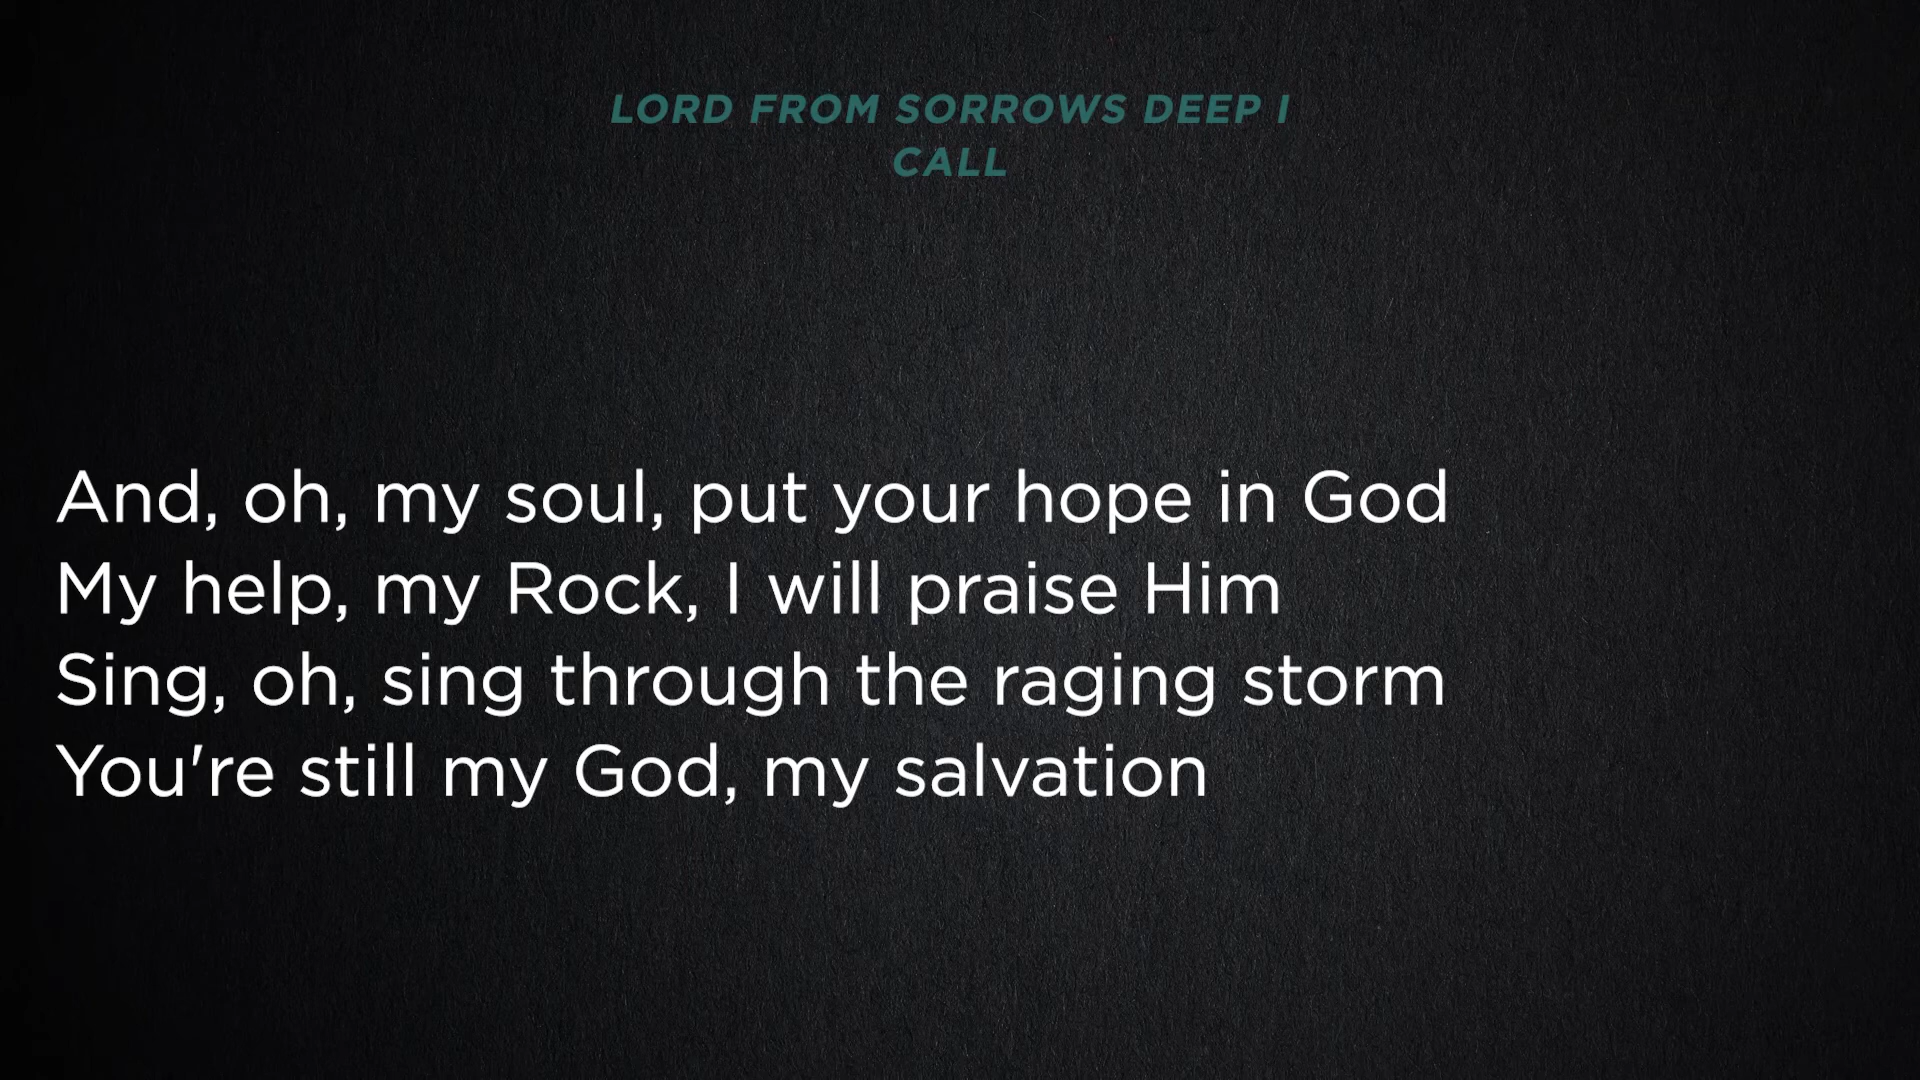 LORD FROM SORROWS DEEP I
CALL
And, oh, my soul, put your hope in God
My help, my Rock, I will praise Him
Sing, oh, sing through the raging storm
You're still my God, my salvation